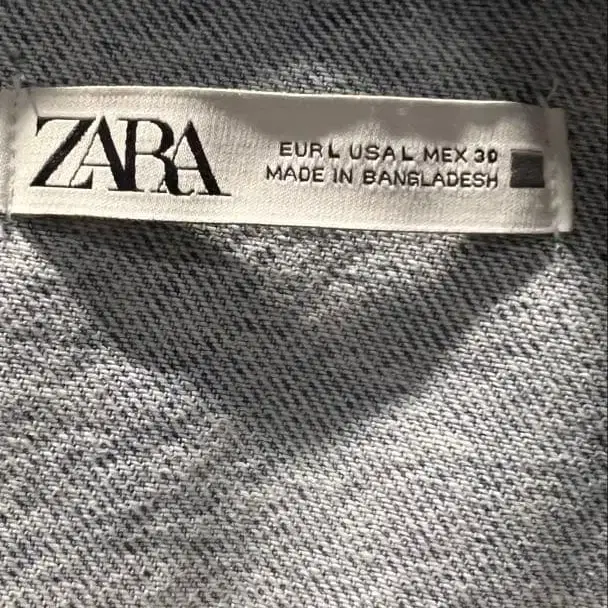 ZARA
EUR L USA L MEX 30
MADE IN BANGLADESH